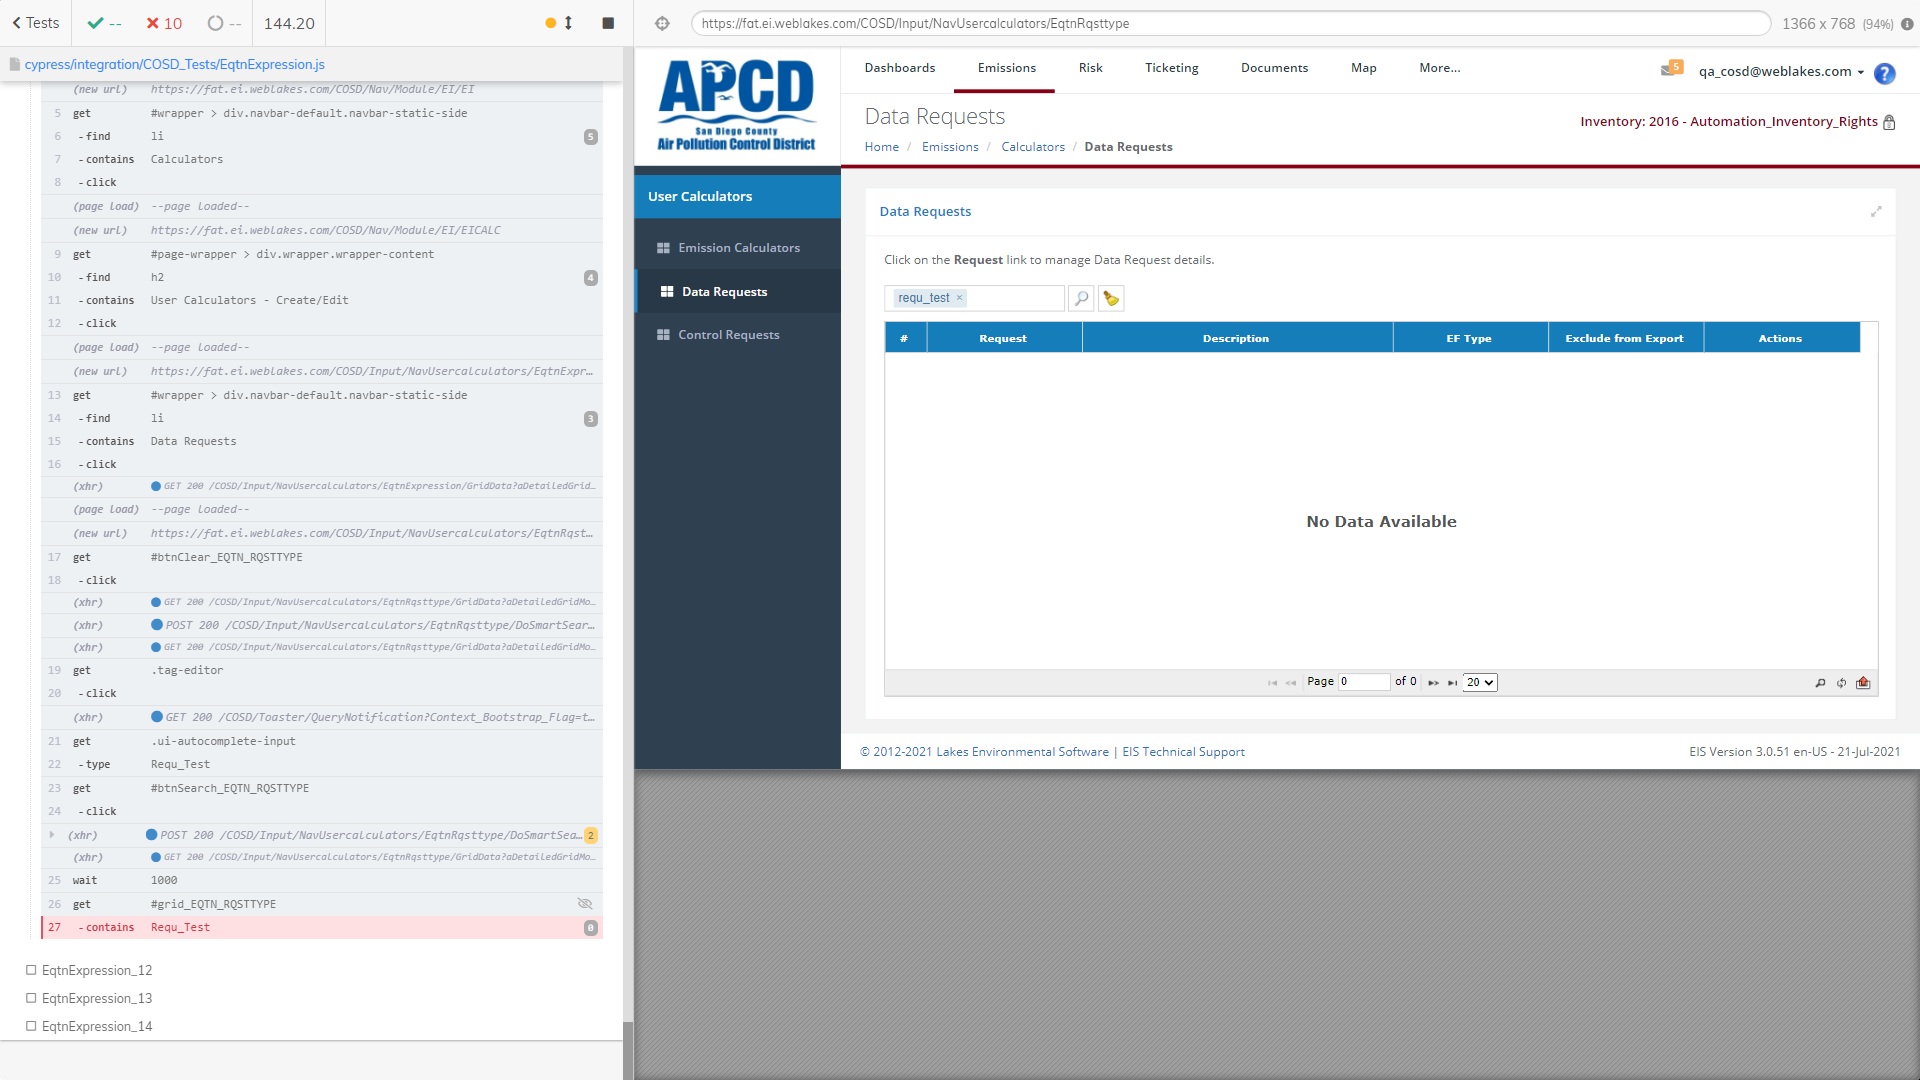 Tests
--
10
--
144.20
cypress/integration/COSD_Tests/EqtnExpression.js
(new url) https://fat.ei.weblakes.com/COSD/Nav/Module/EI/EI
5 get #wrapper > div.navbar-default.navbar-static-side
6 -find li 5
7 -contains Calculators
8 -click
(page load) --page loaded--
(new url) https://fat.ei.weblakes.com/COSD/Nav/Module/EI/EICALC
9 get #page-wrapper > div.wrapper.wrapper-content
10 -find h2 4
11 -contains User Calculators - Create/Edit
12 -click
(page load) --page loaded--
(new url) https://fat.ei.weblakes.com/COSD/Input/NavUsercalculators/EqtnExpr…
13 get #wrapper > div.navbar-default.navbar-static-side
14 -find li 3
15 -contains Data Requests
16 -click
(xhr) GET 200 /COSD/Input/NavUsercalculators/EqtnExpression/GridData?aDetailedGrid…
(page load) --page loaded--
(new url) https://fat.ei.weblakes.com/COSD/Input/NavUsercalculators/EqtnRqst…
17 get #btnClear_EQTN_RQSTTYPE
18 -click
(xhr) GET 200 /COSD/Input/NavUsercalculators/EqtnRqsttype/GridData?aDetailedGridMo…
(xhr) POST 200 /COSD/Input/NavUsercalculators/EqtnRqsttype/DoSmartSear…
(xhr) GET 200 /COSD/Input/NavUsercalculators/EqtnRqsttype/GridData?aDetailedGridMo…
19 get .tag-editor
20 -click
(xhr) GET 200 /COSD/Toaster/QueryNotification?Context_Bootstrap_Flag=t…
21 get .ui-autocomplete-input
22 -type Requ_Test
23 get #btnSearch_EQTN_RQSTTYPE
24 -click
(xhr) POST 200 /COSD/Input/NavUsercalculators/EqtnRqsttype/DoSmartSea… 2
(xhr) GET 200 /COSD/Input/NavUsercalculators/EqtnRqsttype/GridData?aDetailedGridMo…
25 wait 1000
26 get #grid_EQTN_RQSTTYPE
27 -contains Requ_Test 0
EqtnExpression_12
EqtnExpression_13
EqtnExpression_14
https://fat.ei.weblakes.com/COSD/Input/NavUsercalculators/EqtnRqsttype
1366 x 768 (94%)
APCD
San Diego County
Air Pollution Control District
Dashboards Emissions Risk Ticketing Documents Map More...
5 qa_cosd@weblakes.com ?
Data Requests
Inventory: 2016 - Automation_Inventory_Rights
Home / Emissions / Calculators / Data Requests
User Calculators
Emission Calculators
Data Requests
Control Requests
Data Requests
Click on the Request link to manage Data Request details.
requ_test ×
# Request Description EF Type Exclude from Export Actions
No Data Available
Page 0 of 0 20
© 2012-2021 Lakes Environmental Software | EIS Technical Support
EIS Version 3.0.51 en-US - 21-Jul-2021